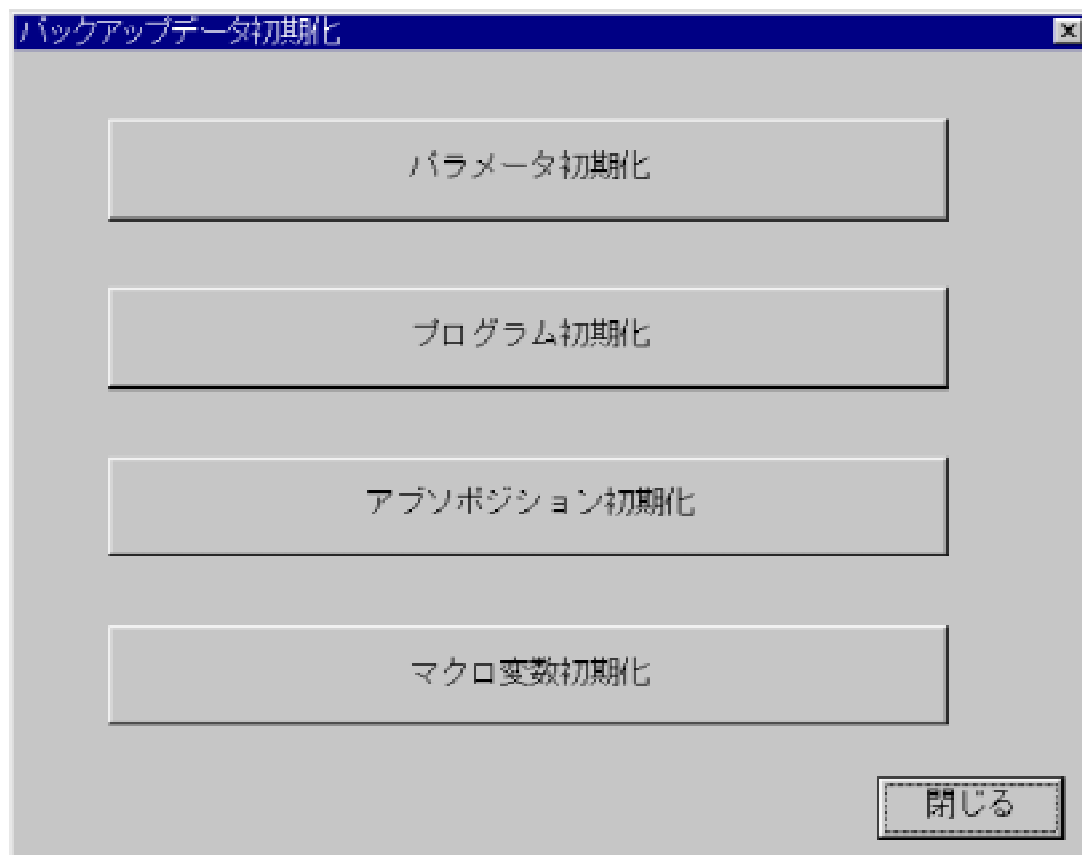 バックアップデータ初期化
パラメータ初期化
プログラム初期化
アブソポジション初期化
マクロ変数初期化
閉じる